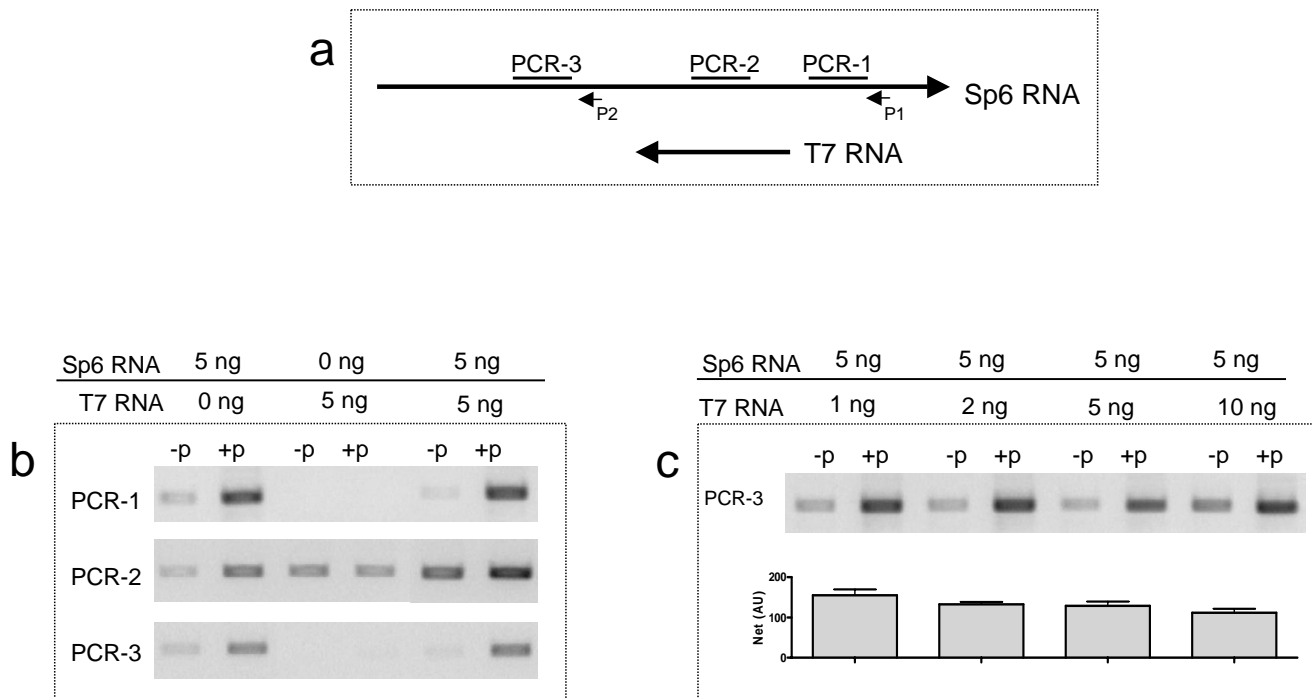 a
PCR-3 PCR-2 PCR-1
Sp6 RNA
P2 P1
T7 RNA
Sp6 RNA 5 ng 0 ng 5 ng
T7 RNA 0 ng 5 ng 5 ng
b
-p +p -p +p -p +p
PCR-1
PCR-2
PCR-3
Sp6 RNA 5 ng 5 ng 5 ng 5 ng
T7 RNA 1 ng 2 ng 5 ng 10 ng
c
-p +p -p +p -p +p -p +p
PCR-3
Net (AU)
200
100
0